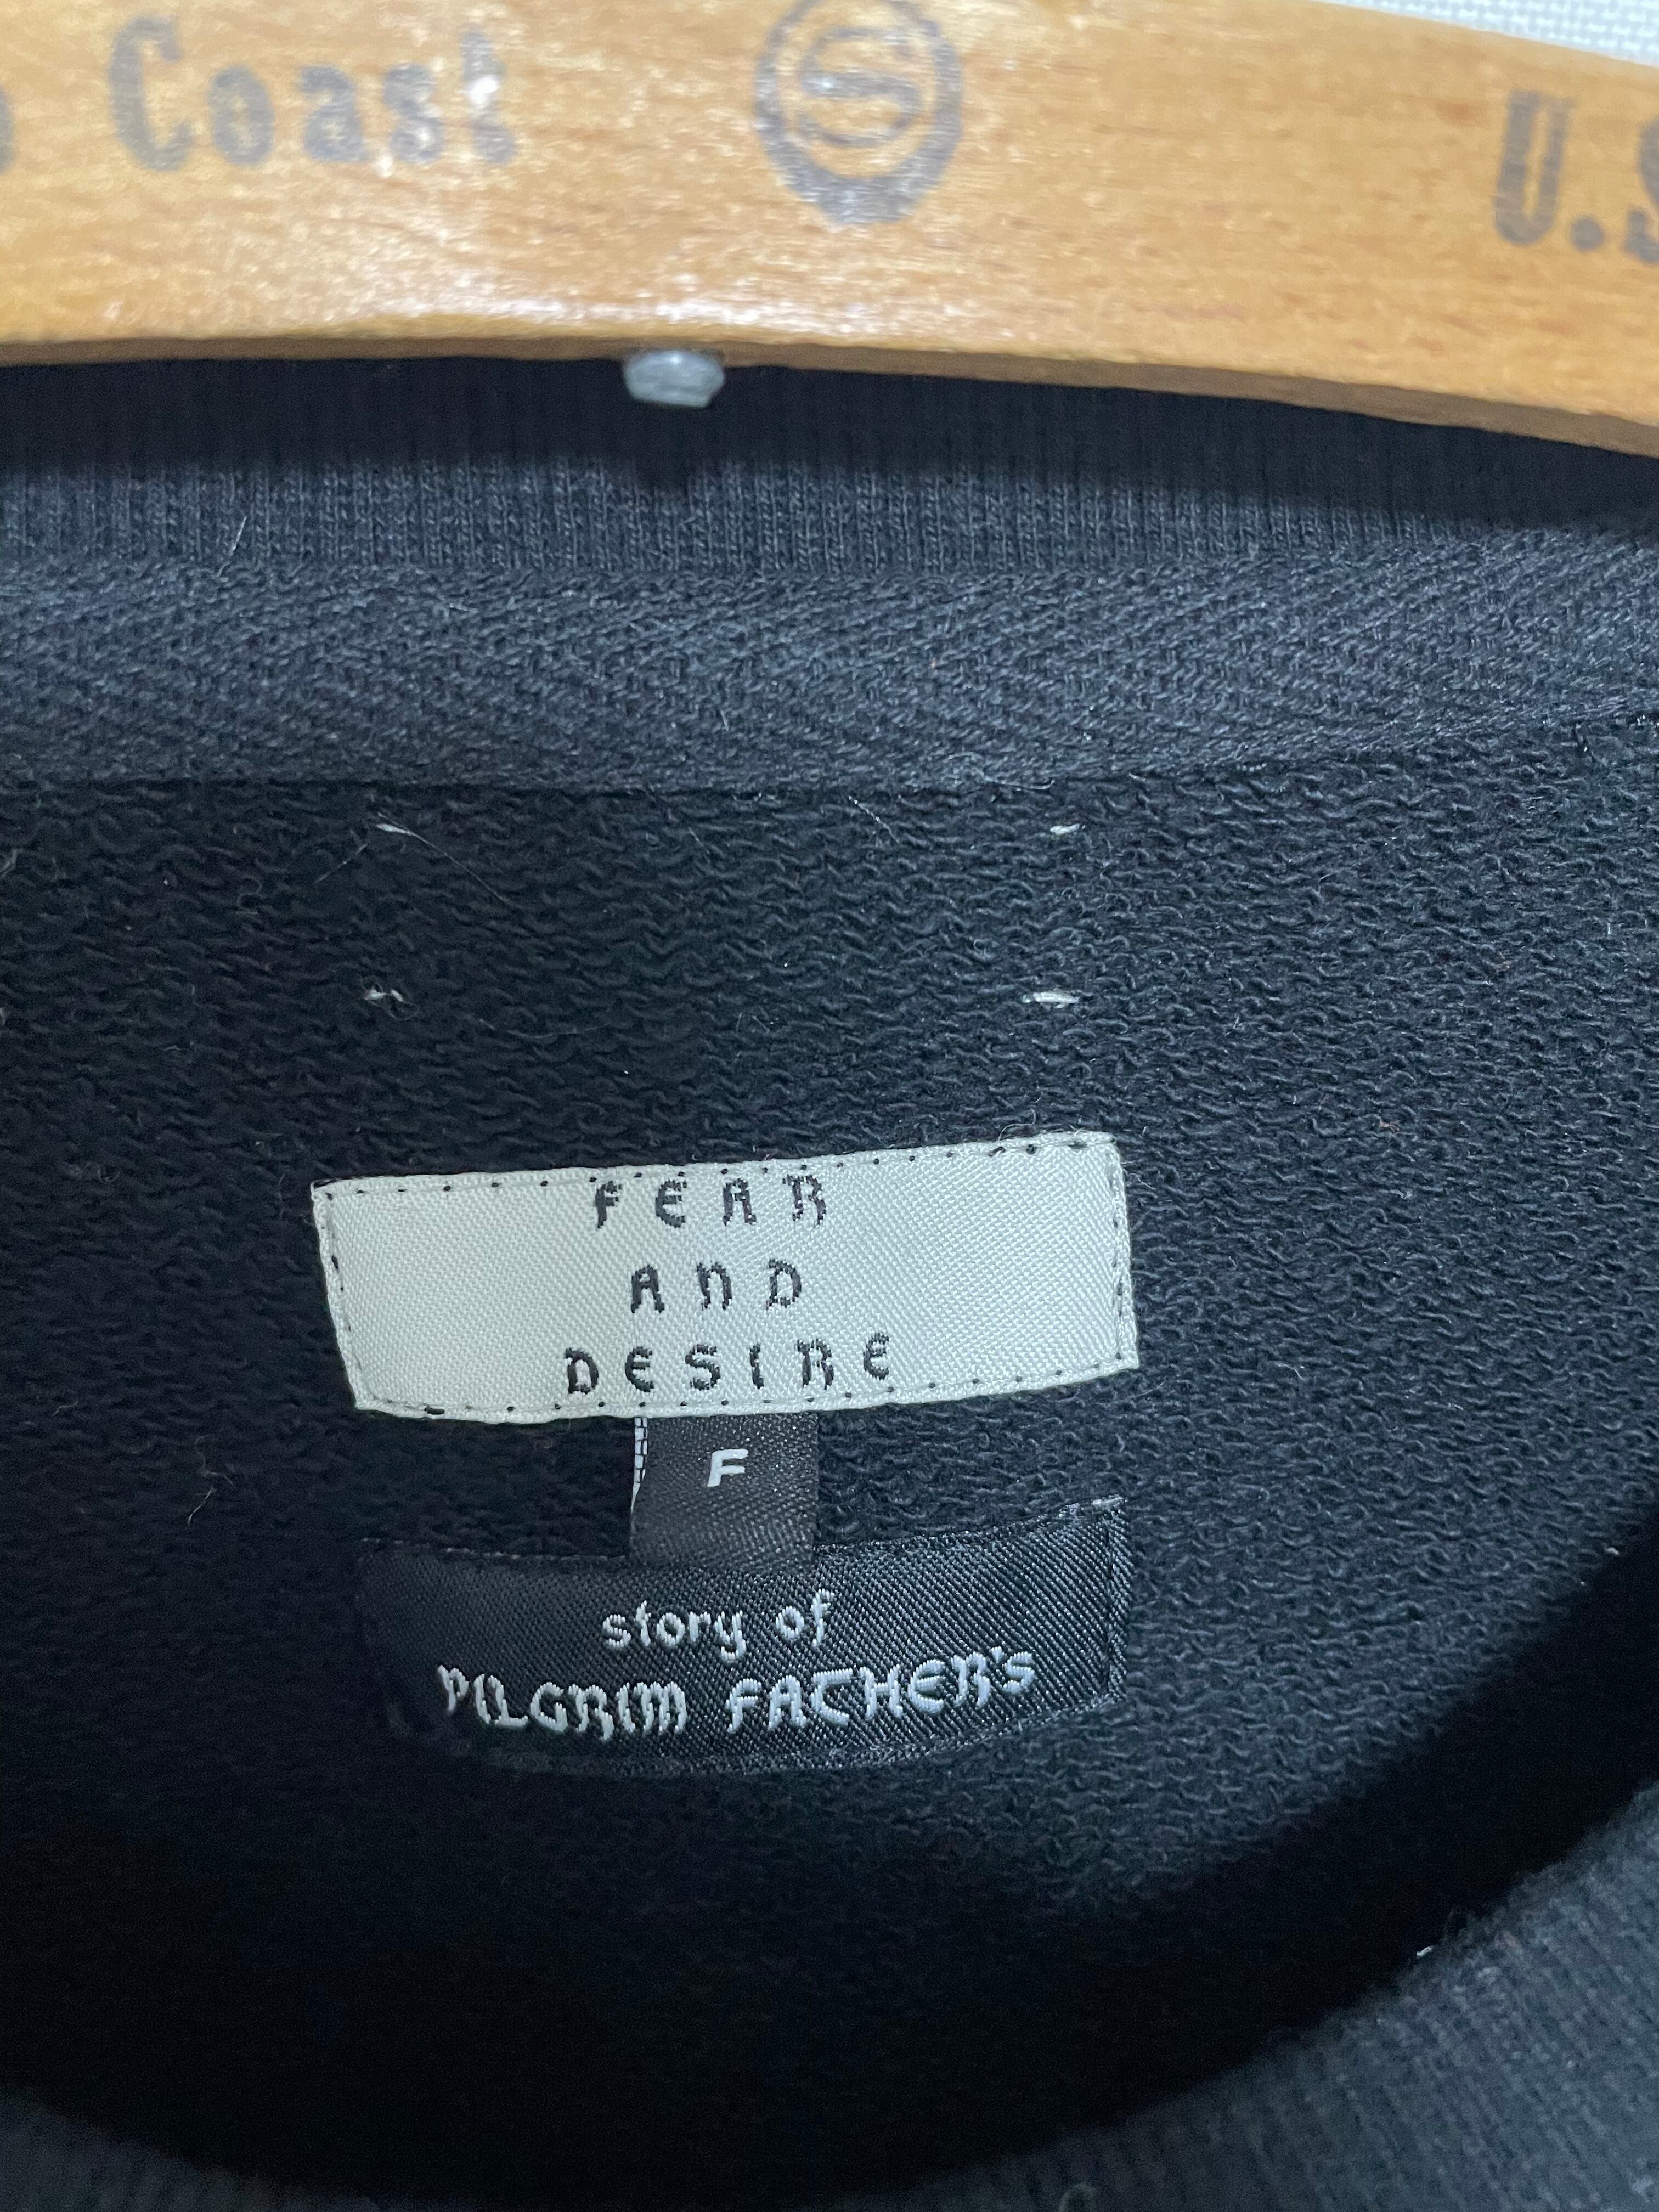 Coast S U.S
FEAR
AND
DESIRE
F
story of
PILGRIM FATHER's